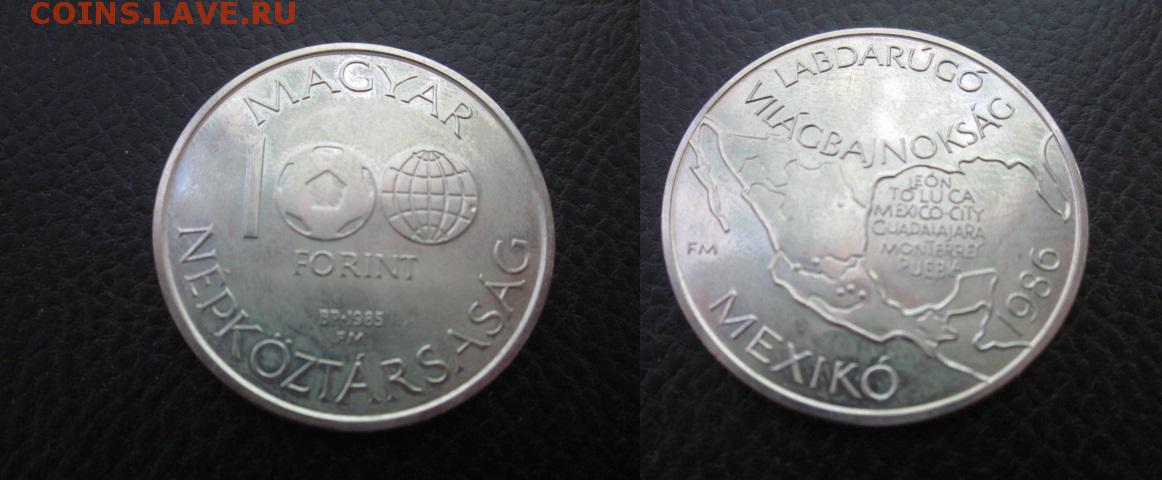 COINS.LAVE.RU
MAGYAR
100
FORINT
BP·1985
FM
NÉPKÖZTÁRSASÁG
LABDARÚGÓ
VILÁGBAJNOKSÁG
LEÓN
TOLUCA
MEXICO-CITY
GUADALAJARA
MONTERREY
PUEBLA
FM
1986
MEXIKÓ